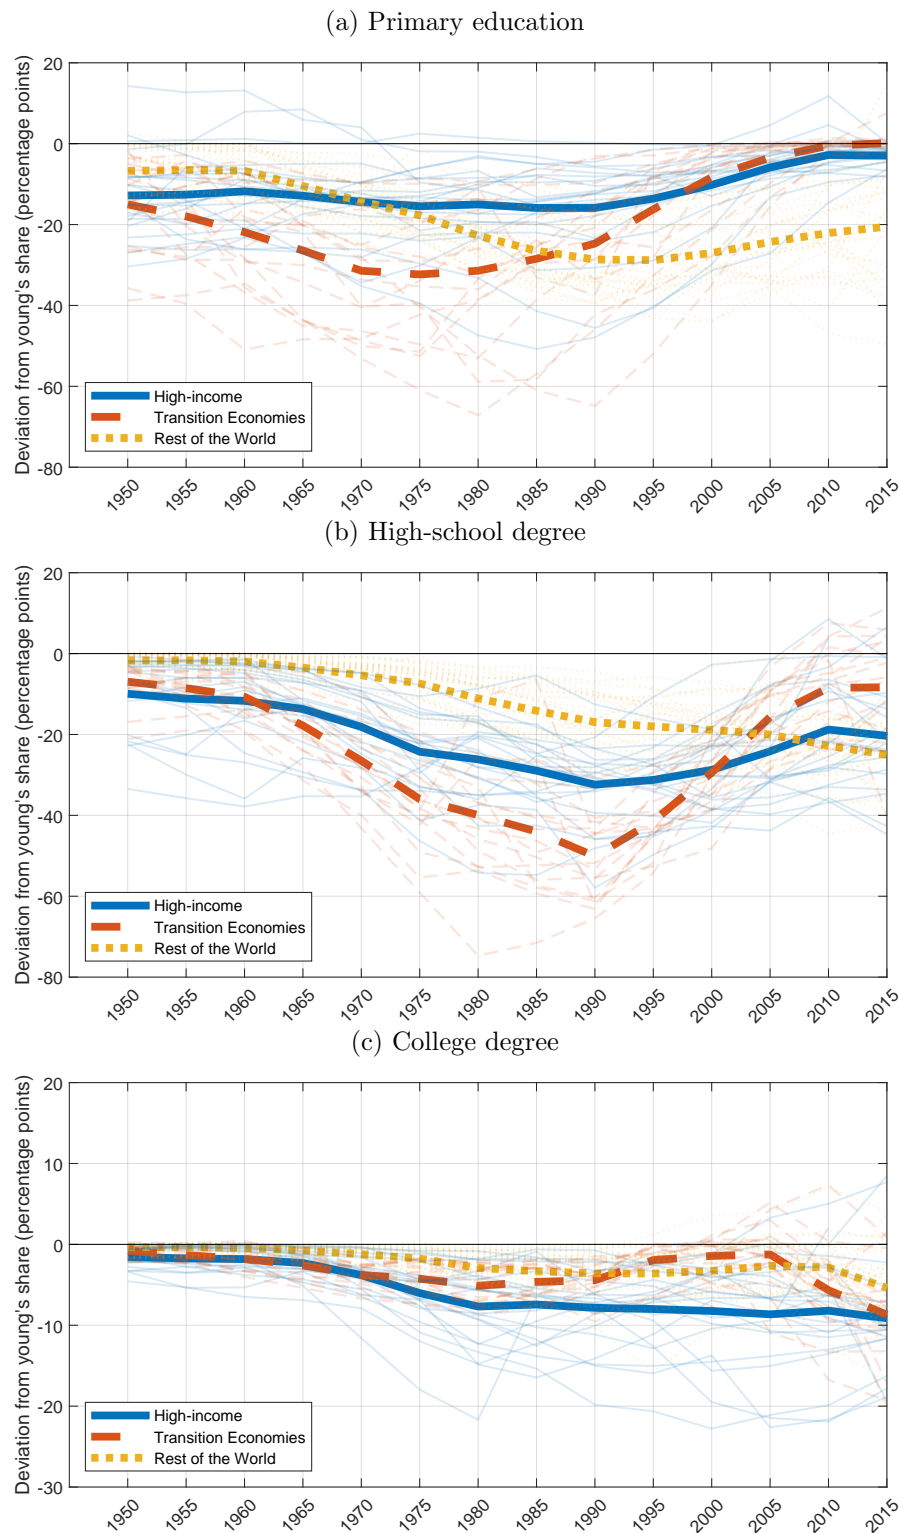 (a) Primary education
Deviation from young's share (percentage points)
20
0
-20
-40
-60
-80
High-income
Transition Economies
Rest of the World
1950 1955 1960 1965 1970 1975 1980 1985 1990 1995 2000 2005 2010 2015
(b) High-school degree
Deviation from young's share (percentage points)
20
0
-20
-40
-60
-80
High-income
Transition Economies
Rest of the World
1950 1955 1960 1965 1970 1975 1980 1985 1990 1995 2000 2005 2010 2015
(c) College degree
Deviation from young's share (percentage points)
20
10
0
-10
-20
-30
High-income
Transition Economies
Rest of the World
1950 1955 1960 1965 1970 1975 1980 1985 1990 1995 2000 2005 2010 2015